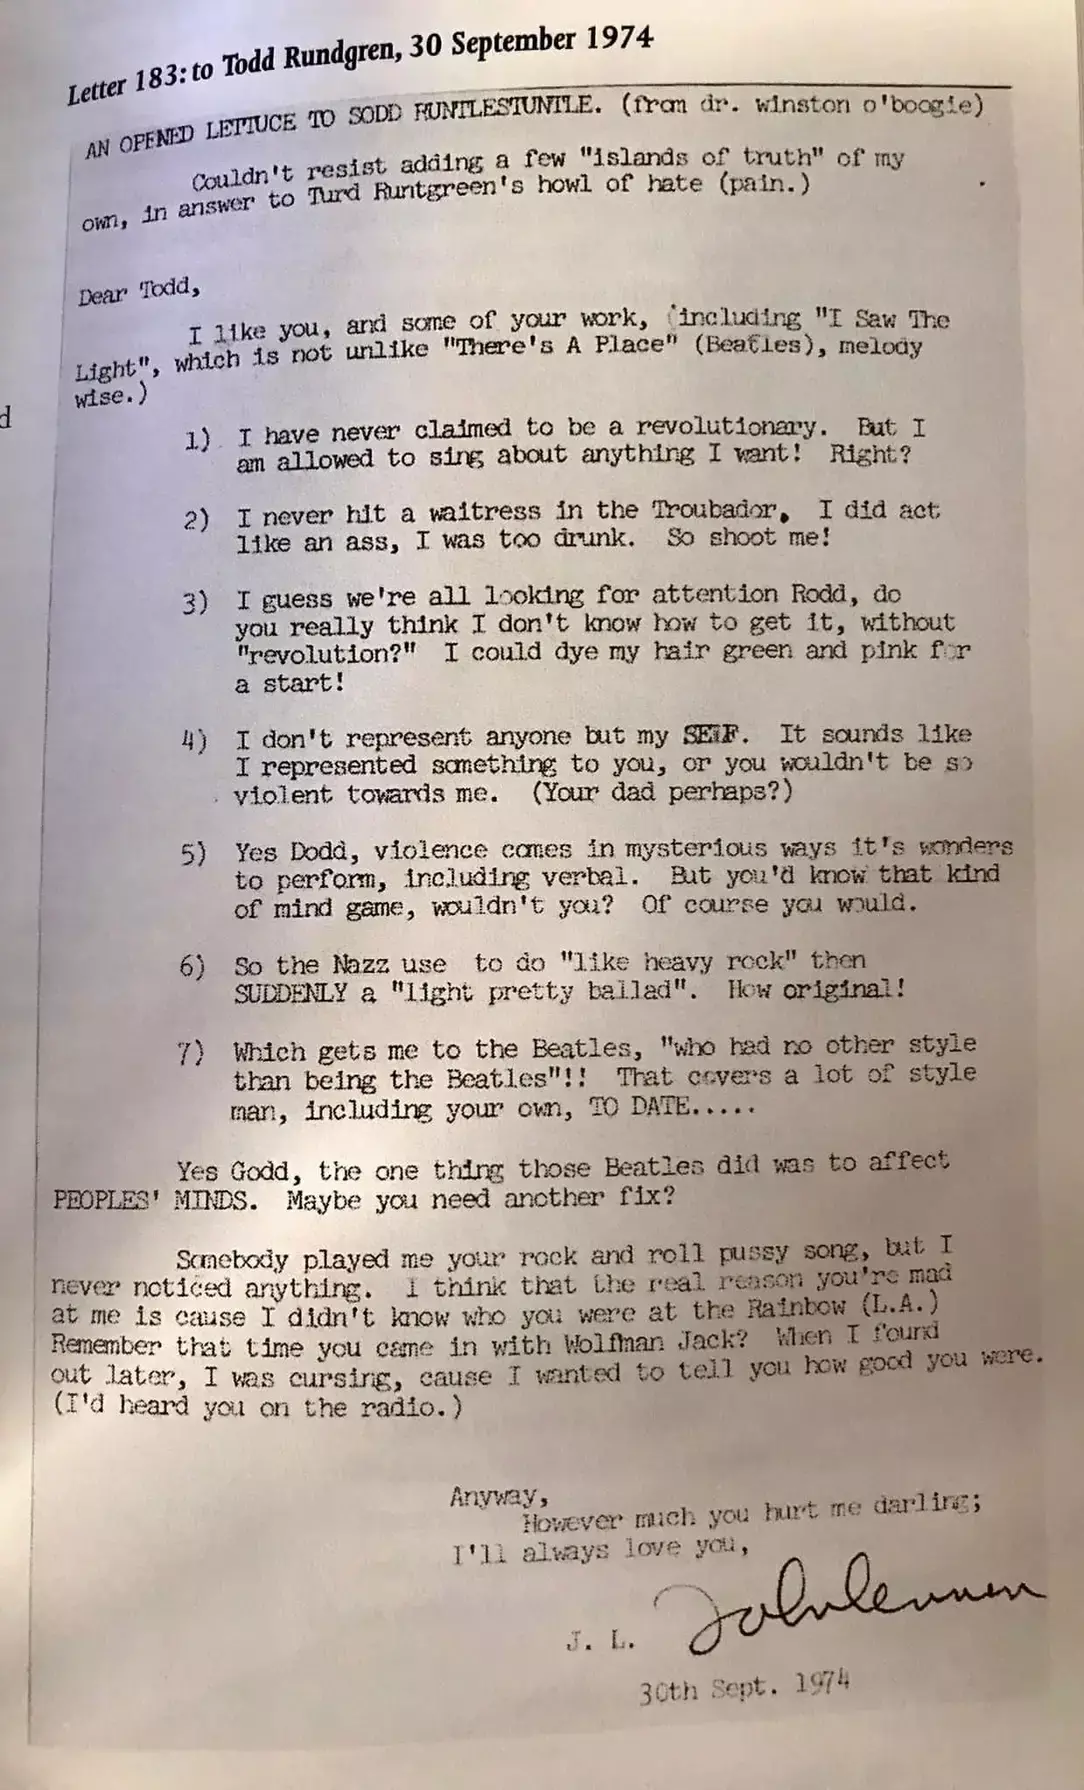 Letter 183: to Todd Rundgren, 30 September 1974
AN OPENED LETTUCE TO SODD RUNTLESTUNTLE. (from dr. winston o'boogie)
Couldn't resist adding a few "islands of truth" of my
own, in answer to Turd Runtgreen's howl of hate (pain.)
Dear Todd,
I like you, and some of your work, (including "I Saw The
Light", which is not unlike "There's A Place" (Beatles), melody
wise.)
d
1) I have never claimed to be a revolutionary. But I
am allowed to sing about anything I want! Right?
2) I never hit a waitress in the Troubador, I did act
like an ass, I was too drunk. So shoot me!
3) I guess we're all looking for attention Rodd, do
you really think I don't know how to get it, without
"revolution?" I could dye my hair green and pink for
a start!
4) I don't represent anyone but my SELF. It sounds like
I represented something to you, or you wouldn't be so
violent towards me. (Your dad perhaps?)
5) Yes Dodd, violence comes in mysterious ways it's wonders
to perform, including verbal. But you'd know that kind
of mind game, wouldn't you? Of course you would.
6) So the Nazz use to do "like heavy rock" then
SUDDENLY a "light pretty ballad". How original!
7) Which gets me to the Beatles, "who had no other style
than being the Beatles"!! That covers a lot of style
man, including your own, TO DATE.....
Yes Godd, the one thing those Beatles did was to affect
PEOPLES' MINDS. Maybe you need another fix?
Somebody played me your rock and roll pussy song, but I
never noticed anything. I think that the real reason you're mad
at me is cause I didn't know who you were at the Rainbow (L.A.)
Remember that time you came in with Wolfman Jack? When I found
out later, I was cursing, cause I wanted to tell you how good you were.
(I'd heard you on the radio.)
Anyway,
However much you hurt me darling;
I'll always love you,
J. L. John Lennon
30th Sept. 1974